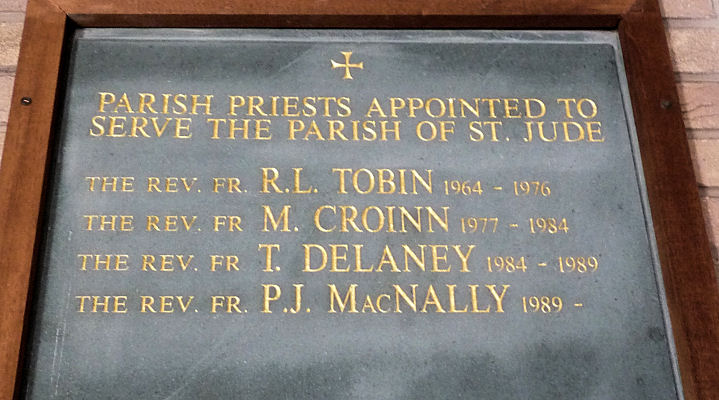 PARISH PRIESTS APPOINTED TO
SERVE THE PARISH OF ST. JUDE
THE REV. FR. R.L. TOBIN 1964 - 1976
THE REV. FR M. CROINN 1977 - 1984
THE REV. FR T. DELANEY 1984 - 1989
THE REV. FR. P.J. MACNALLY 1989 -